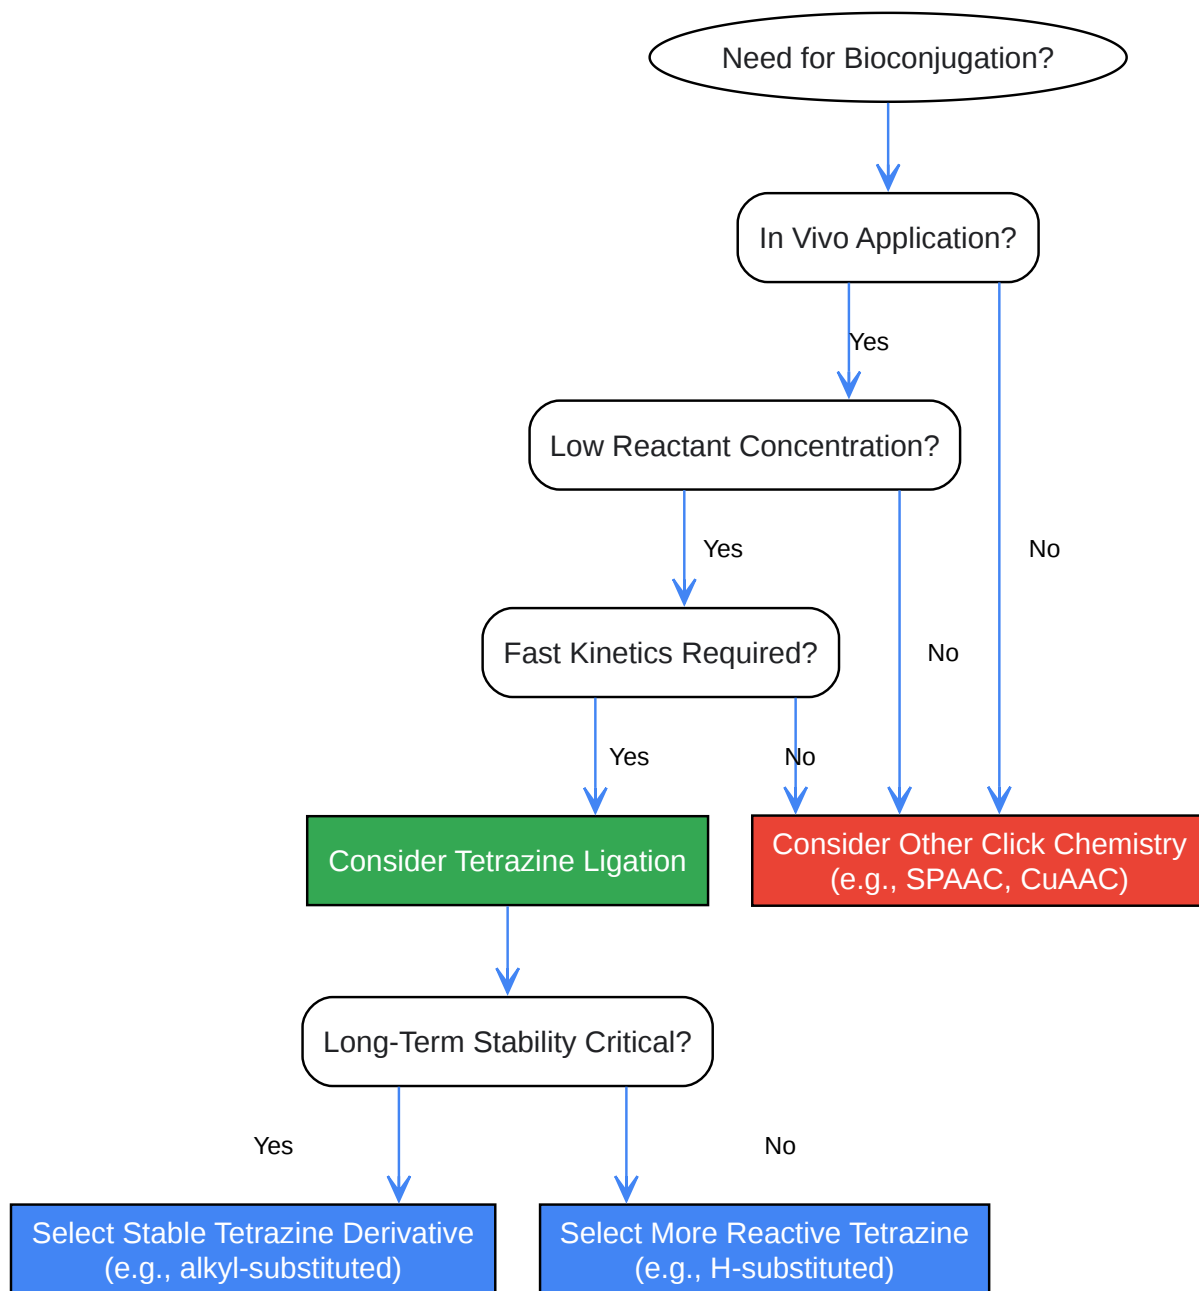 Need for Bioconjugation?
In Vivo Application?
Yes
Low Reactant Concentration?
Yes
No
Fast Kinetics Required?
No
Yes
No
Consider Tetrazine Ligation
Consider Other Click Chemistry
(e.g., SPAAC, CuAAC)
Long-Term Stability Critical?
Yes
No
Select Stable Tetrazine Derivative
(e.g., alkyl-substituted)
Select More Reactive Tetrazine
(e.g., H-substituted)